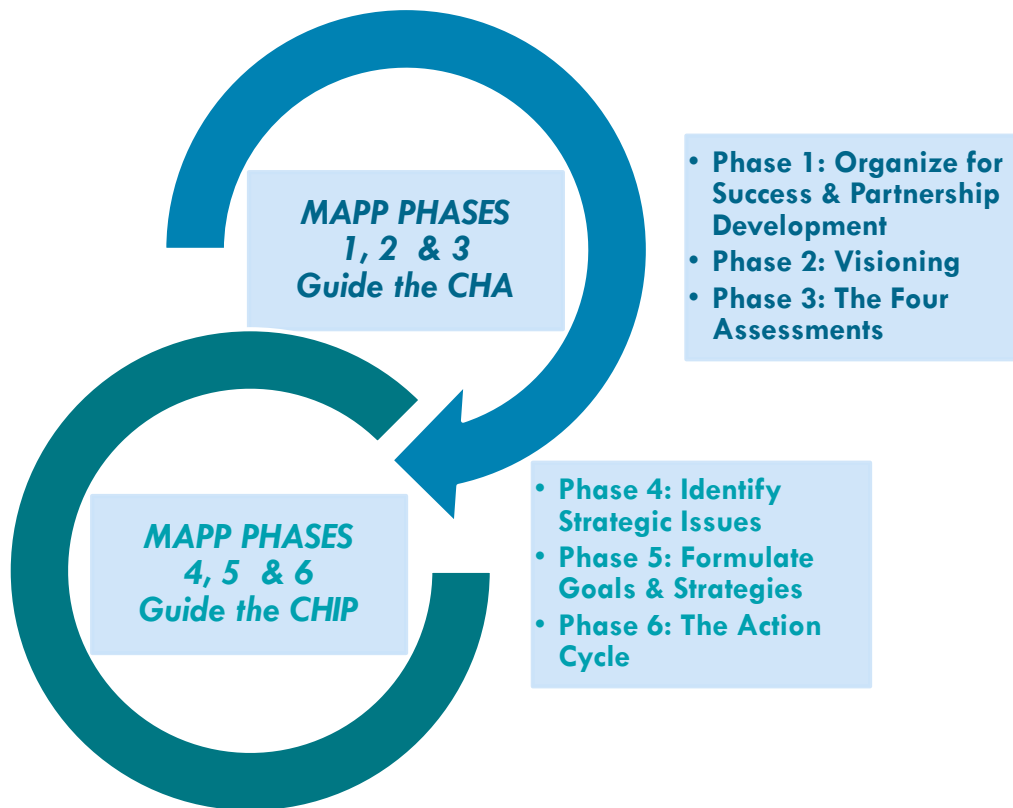 MAPP PHASES
1, 2 & 3
Guide the CHA
• Phase 1: Organize for
Success & Partnership
Development
• Phase 2: Visioning
• Phase 3: The Four
Assessments
MAPP PHASES
4, 5 & 6
Guide the CHIP
• Phase 4: Identify
Strategic Issues
• Phase 5: Formulate
Goals & Strategies
• Phase 6: The Action
Cycle